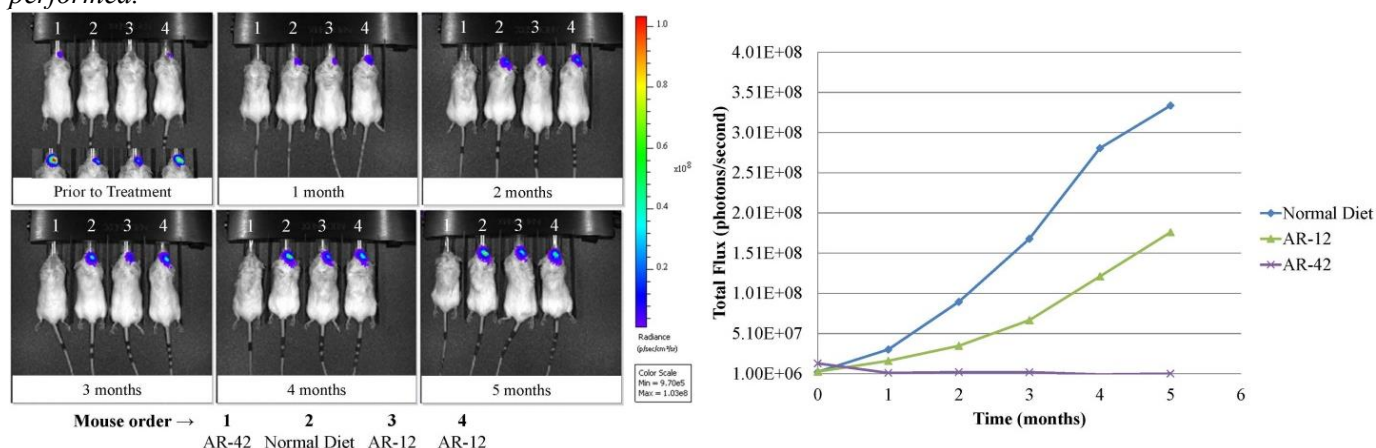 performed.
1 2 3 4
Prior to Treatment
1 2 3 4
1 month
1 2 3 4
2 months
1 2 3 4
3 months
1 2 3 4
4 months
1 2 3 4
5 months
1.0
0.8
0.6
x10⁸
0.4
0.2
Radiance
(p/sec/cm²/sr)
Color Scale
Min = 9.70e5
Max = 1.03e8
Mouse order → 1 2 3 4
AR-42 Normal Diet AR-12 AR-12
Total Flux (photons/second)
4.01E+08
3.51E+08
3.01E+08
2.51E+08
2.01E+08
1.51E+08
1.01E+08
5.10E+07
1.00E+06
0 1 2 3 4 5 6
Time (months)
Normal Diet
AR-12
AR-42